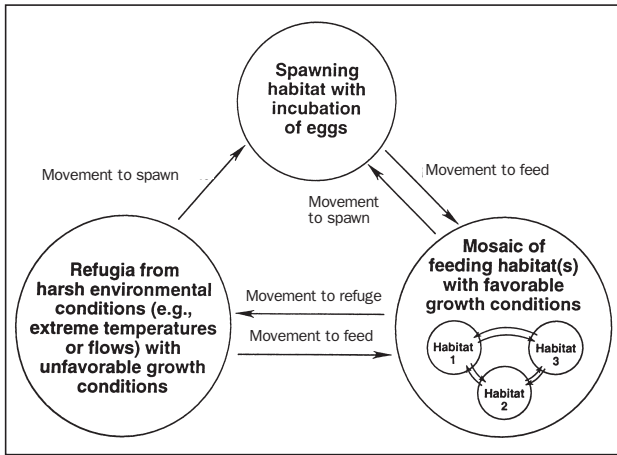 Spawning
habitat with
incubation
of eggs
Movement to spawn
Movement to feed
Movement
to spawn
Refugia from
harsh environmental
conditions (e.g.,
extreme temperatures
or flows) with
unfavorable growth
conditions
Movement to refuge
Movement to feed
Mosaic of
feeding habitat(s)
with favorable
growth conditions
Habitat
1
Habitat
3
Habitat
2